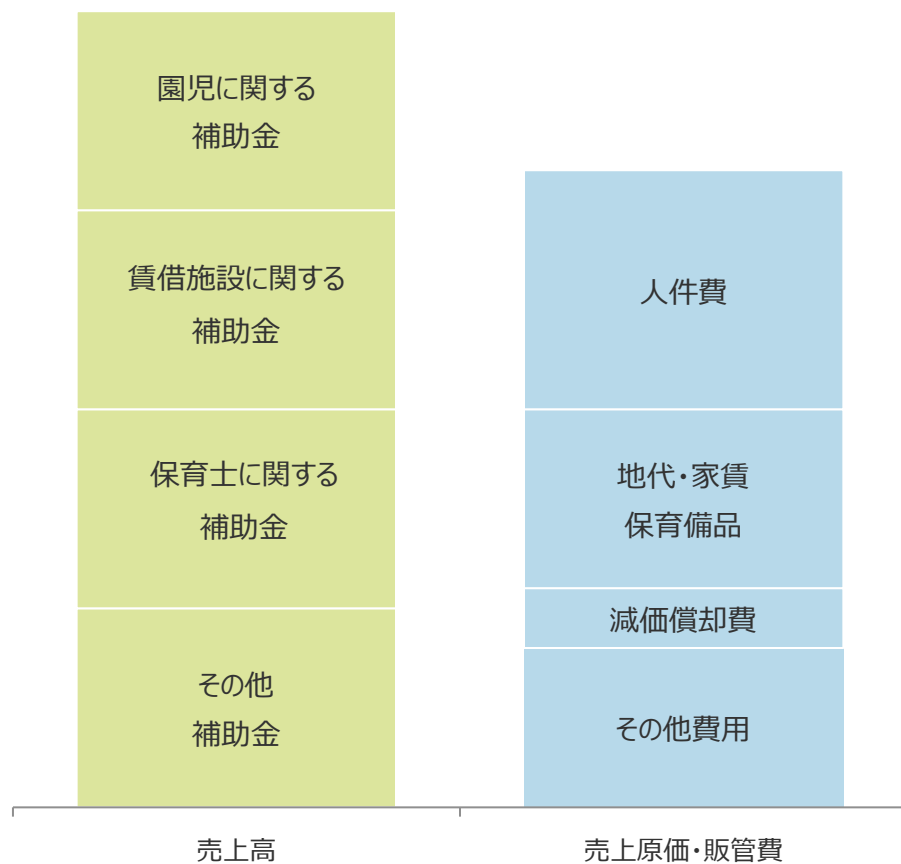 園児に関する
補助金
賃借施設に関する
補助金
保育士に関する
補助金
その他
補助金
売上高
人件費
地代・家賃
保育備品
減価償却費
その他費用
売上原価・販管費